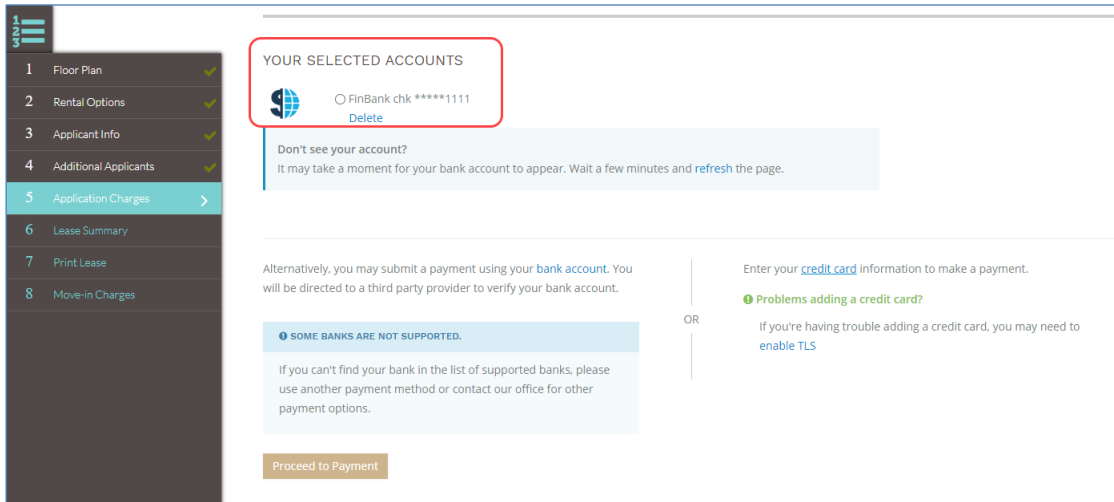 1 Floor Plan
2 Rental Options
3 Applicant Info
4 Additional Applicants
5 Application Charges
6 Lease Summary
7 Print Lease
8 Move-in Charges
YOUR SELECTED ACCOUNTS
FinBank chk *****1111
Delete
Don't see your account?
It may take a moment for your bank account to appear. Wait a few minutes and refresh the page.
Alternatively, you may submit a payment using your bank account. You
will be directed to a third party provider to verify your bank account.
SOME BANKS ARE NOT SUPPORTED.
If you can't find your bank in the list of supported banks, please
use another payment method or contact our office for other
payment options.
OR
Enter your credit card information to make a payment.
Problems adding a credit card?
If you're having trouble adding a credit card, you may need to
enable TLS
Proceed to Payment